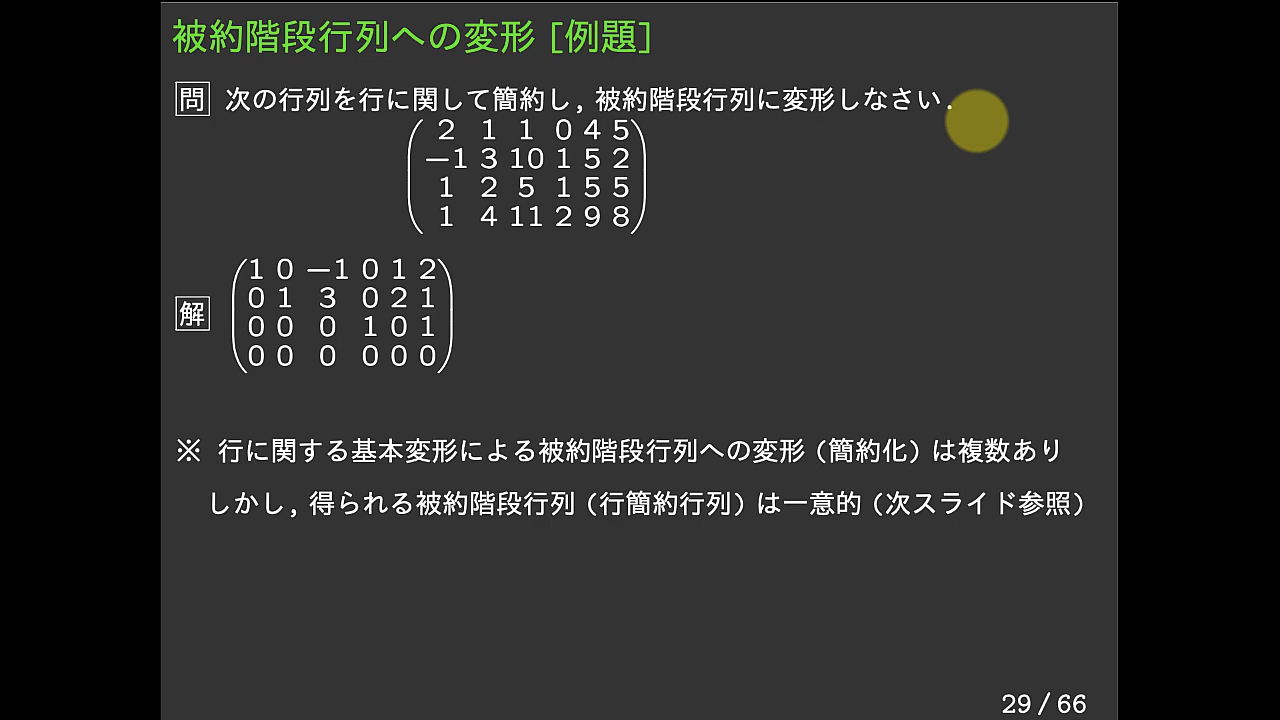 被約階段行列への変形 [例題]
問 次の行列を行に関して簡約し, 被約階段行列に変形しなさい.
2 1 1 0 4 5
−1 3 10 1 5 2
1 2 5 1 5 5
1 4 11 2 9 8
解
1 0 −1 0 1 2
0 1 3 0 2 1
0 0 0 1 0 1
0 0 0 0 0 0
※ 行に関する基本変形による被約階段行列への変形 (簡約化) は複数あり
しかし, 得られる被約階段行列 (行簡約行列) は一意的 (次スライド参照)
29 / 66